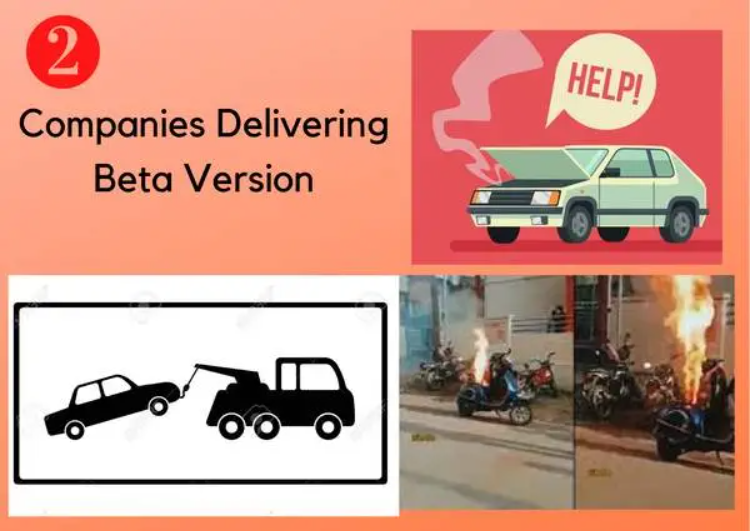 2
Companies Delivering
Beta Version
HELP!